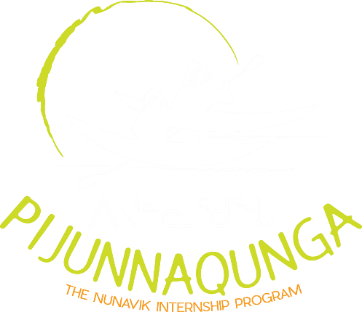 PIJUNNAQUNGA
THE NUNAVIK INTERNSHIP PROGRAM